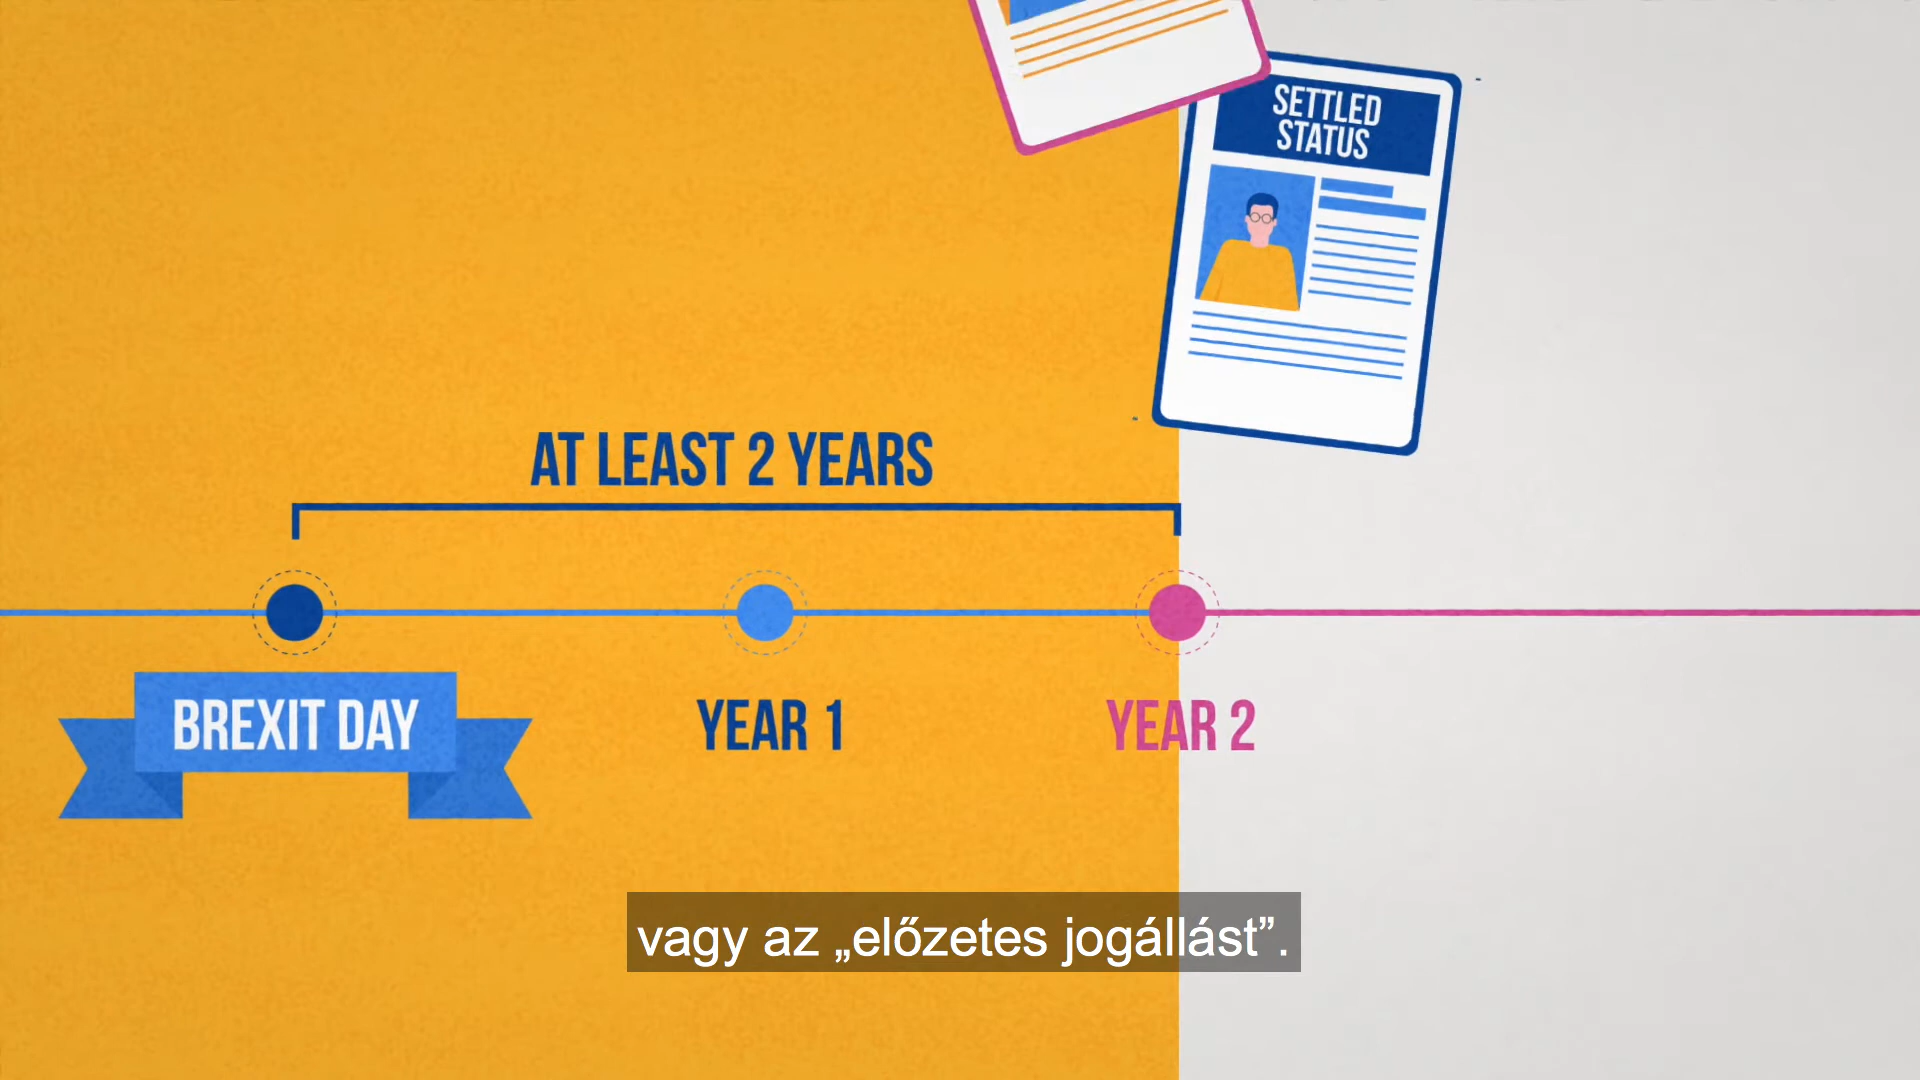 SETTLED
STATUS
AT LEAST 2 YEARS
BREXIT DAY
YEAR 1
YEAR 2
vagy az „előzetes jogállást”.